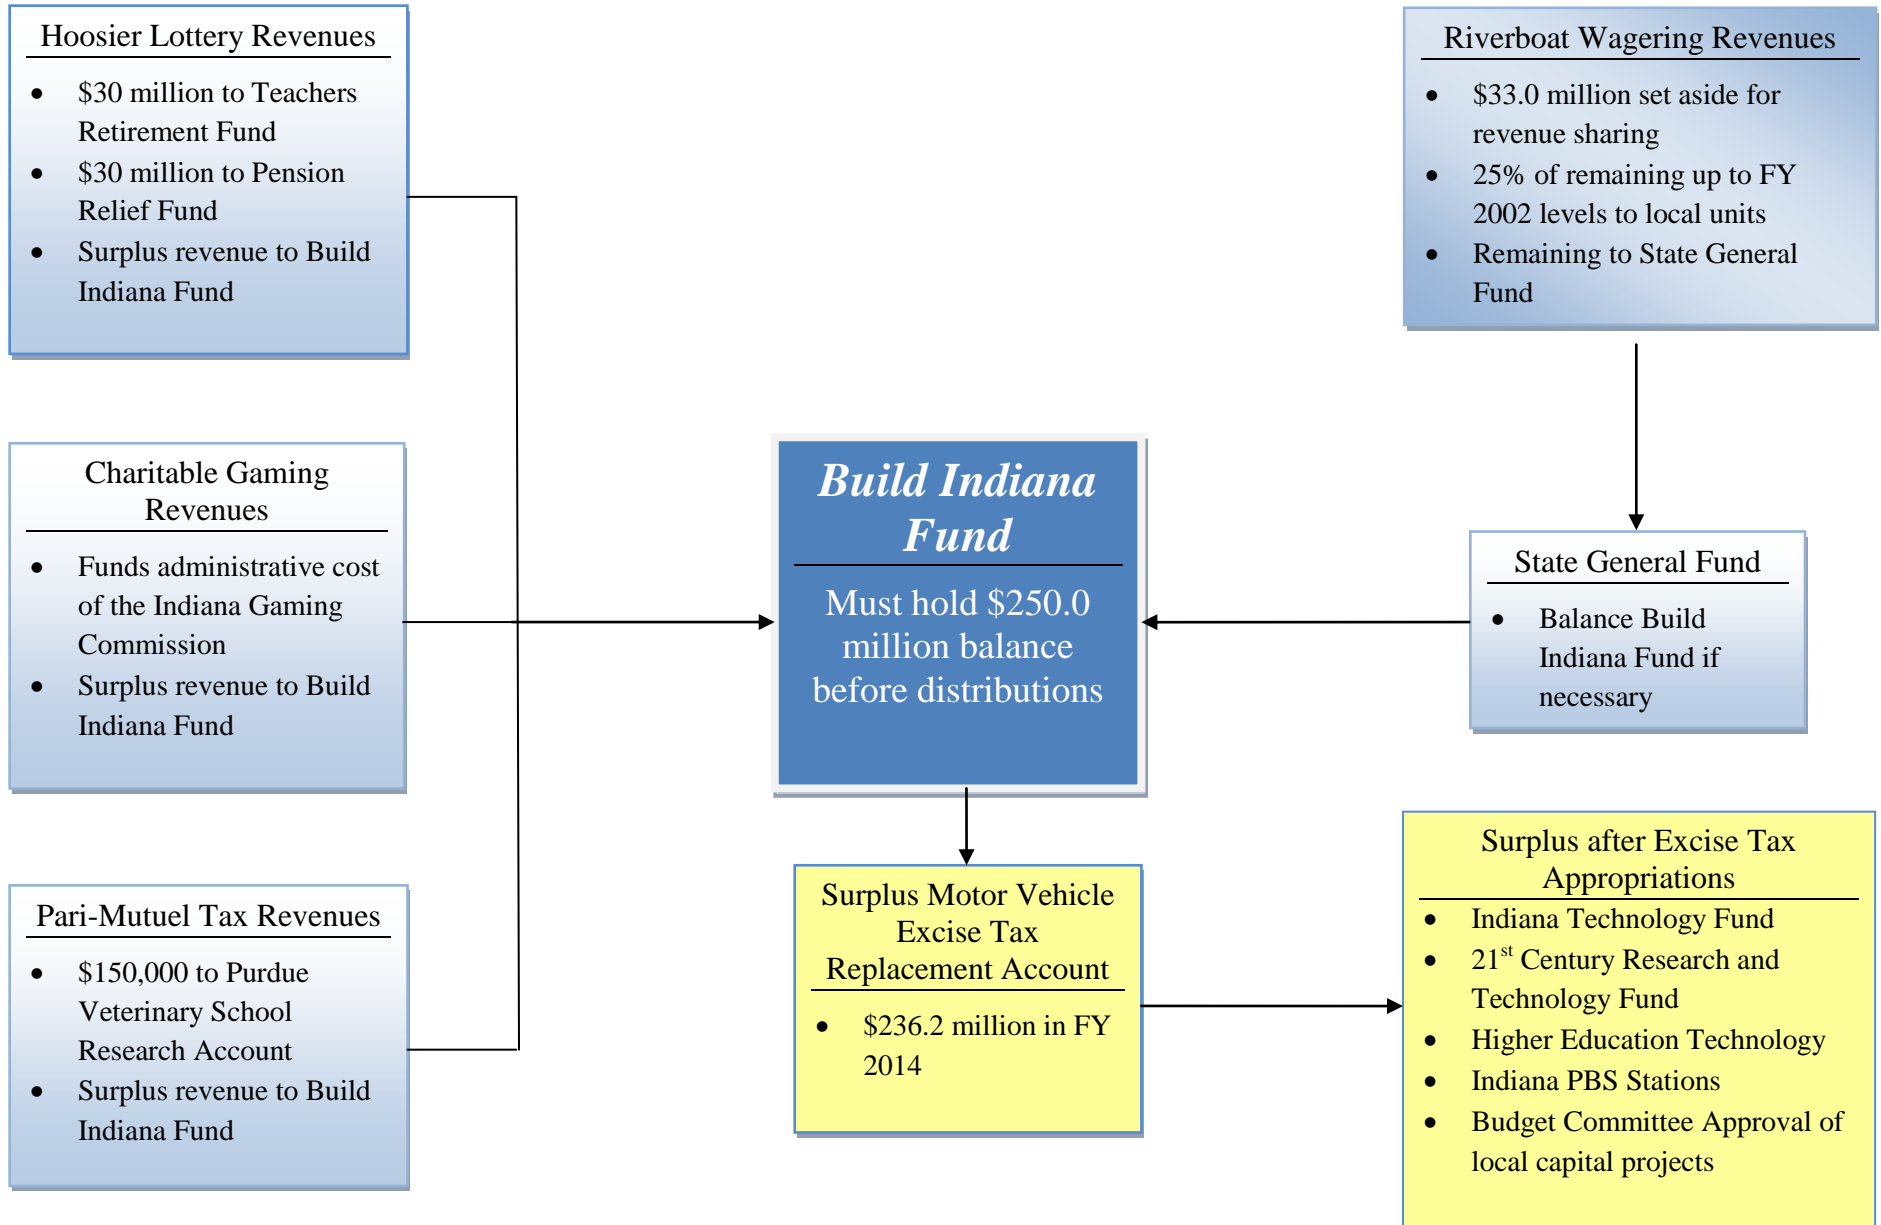 Hoosier Lottery Revenues
• $30 million to Teachers
Retirement Fund
• $30 million to Pension
Relief Fund
• Surplus revenue to Build
Indiana Fund
Riverboat Wagering Revenues
• $33.0 million set aside for
revenue sharing
• 25% of remaining up to FY
2002 levels to local units
• Remaining to State General
Fund
Charitable Gaming
Revenues
• Funds administrative cost
of the Indiana Gaming
Commission
• Surplus revenue to Build
Indiana Fund
Build Indiana
Fund
Must hold $250.0
million balance
before distributions
State General Fund
• Balance Build
Indiana Fund if
necessary
Pari-Mutuel Tax Revenues
• $150,000 to Purdue
Veterinary School
Research Account
• Surplus revenue to Build
Indiana Fund
Surplus Motor Vehicle
Excise Tax
Replacement Account
• $236.2 million in FY
2014
Surplus after Excise Tax
Appropriations
• Indiana Technology Fund
• 21st Century Research and
Technology Fund
• Higher Education Technology
• Indiana PBS Stations
• Budget Committee Approval of
local capital projects